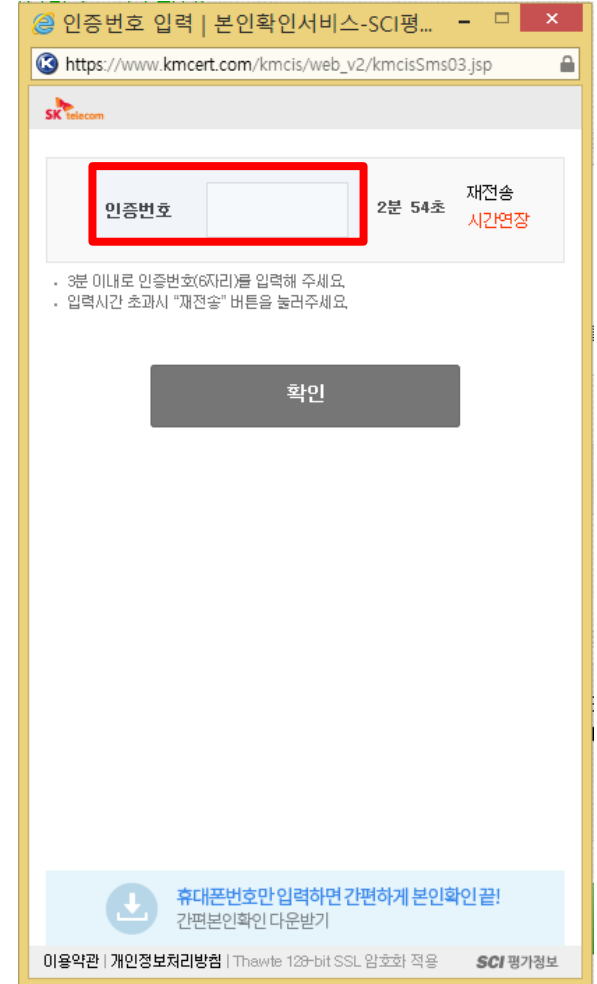 인증번호 입력 | 본인확인서비스-SCI평...
https://www.kmcert.com/kmcis/web_v2/kmcisSms03.jsp
SK telecom
인증번호
2분 54초
재전송
시간연장
- 3분 이내로 인증번호(6자리)를 입력해 주세요.
- 입력시간 초과시 "재전송" 버튼을 눌러주세요.
확인
휴대폰번호만 입력하면 간편하게 본인확인 끝!
간편본인확인 다운받기
이용약관 | 개인정보처리방침 | Thawte 128-bit SSL 암호화 적용 SCI 평가정보